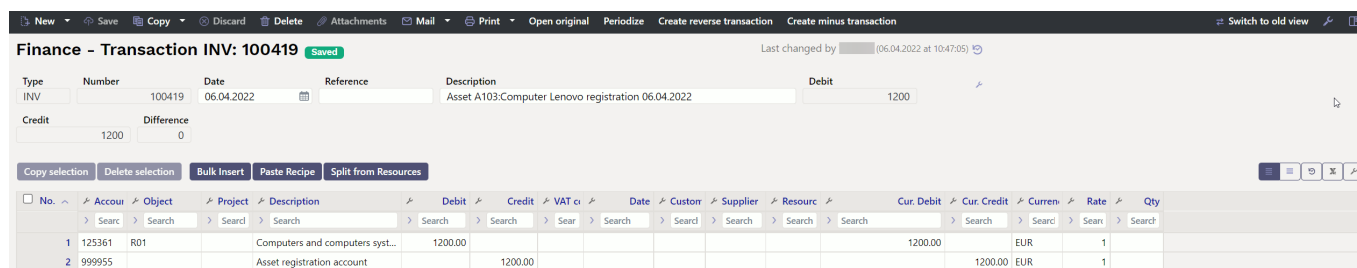 New Save Copy Discard Delete Attachments Mail Print Open original Periodize Create reverse transaction Create minus transaction Switch to old view
Finance - Transaction INV: 100419 Saved Last changed by (06.04.2022 at 10:47:05)
Type Number Date Reference Description Debit
INV 100419 06.04.2022 Asset A103:Computer Lenovo registration 06.04.2022 1200
Credit Difference
1200 0
Copy selection Delete selection Bulk Insert Paste Recipe Split from Resources
No. Accour Object Project Description Debit Credit VAT co Date Custom Supplier Resourc Cur. Debit Cur. Credit Curren Rate Qty
Searc Search Searcl Search Search Search Sear Search Search Search Search Search Search Searcl Searc Search
1 125361 R01 Computers and computers syst... 1200.00 1200.00 EUR 1
2 999955 Asset registration account 1200.00 1200.00 EUR 1